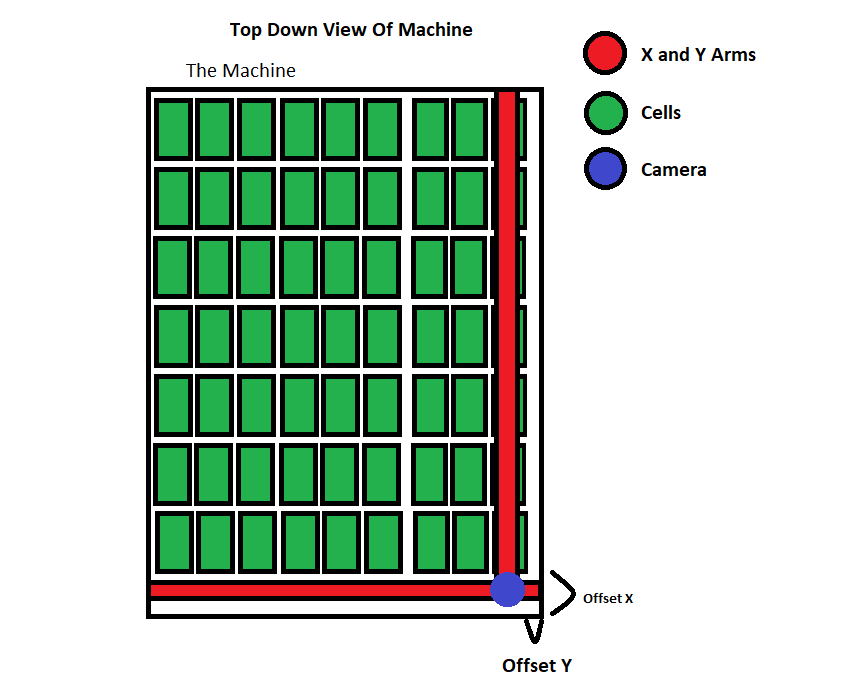 Top Down View Of Machine
The Machine
X and Y Arms
Cells
Camera
Offset X
Offset Y